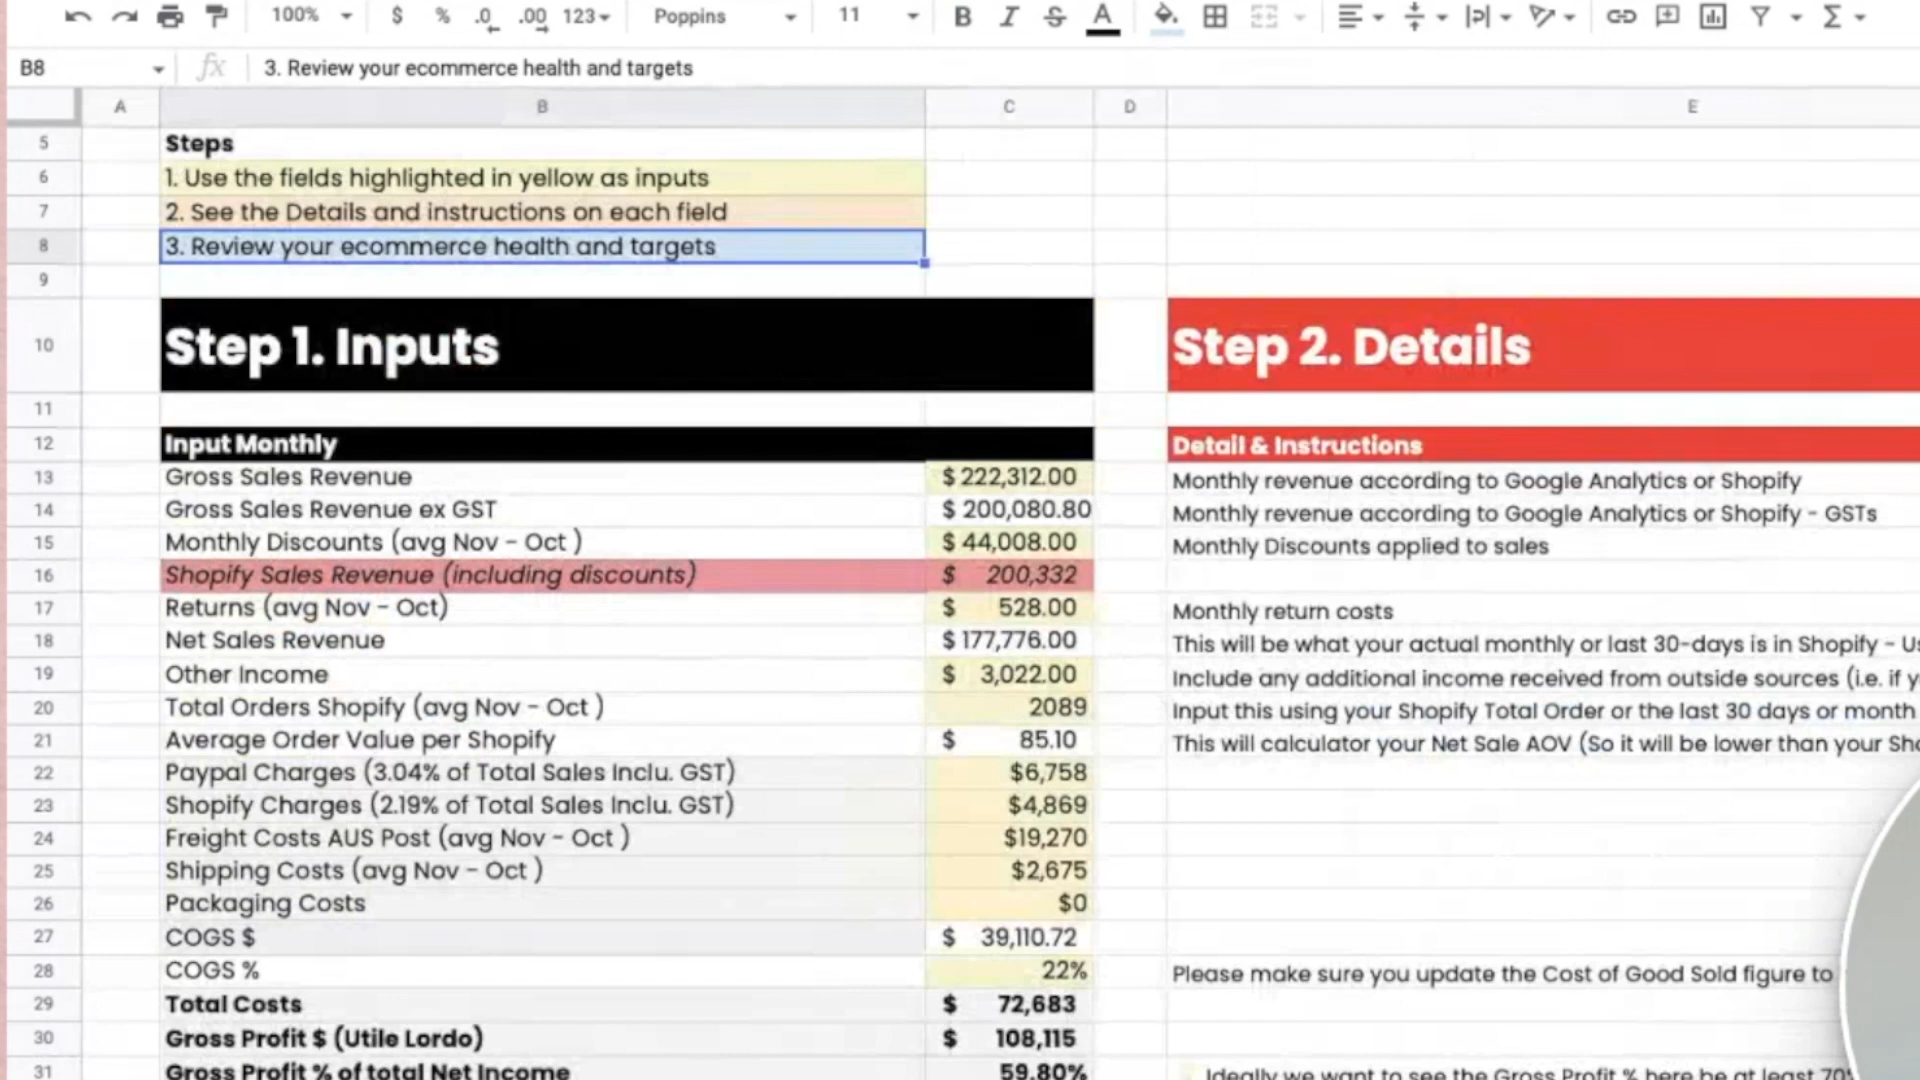 100% $ % .0 .00 123 Poppins 11 B I S A
B8 fx 3. Review your ecommerce health and targets
A B C D E
5 Steps
6 1. Use the fields highlighted in yellow as inputs
7 2. See the Details and instructions on each field
8 3. Review your ecommerce health and targets
9
10 Step 1. Inputs Step 2. Details
11
12 Input Monthly Detail & Instructions
13 Gross Sales Revenue $ 222,312.00 Monthly revenue according to Google Analytics or Shopify
14 Gross Sales Revenue ex GST $ 200,080.80 Monthly revenue according to Google Analytics or Shopify - GSTs
15 Monthly Discounts (avg Nov - Oct ) $ 44,008.00 Monthly Discounts applied to sales
16 Shopify Sales Revenue (including discounts) $ 200,332
17 Returns (avg Nov - Oct) $ 528.00 Monthly return costs
18 Net Sales Revenue $ 177,776.00 This will be what your actual monthly or last 30-days is in Shopify - Us
19 Other Income $ 3,022.00 Include any additional income received from outside sources (i.e. if y
20 Total Orders Shopify (avg Nov - Oct ) 2089 Input this using your Shopify Total Order or the last 30 days or month
21 Average Order Value per Shopify $ 85.10 This will calculator your Net Sale AOV (So it will be lower than your Sho
22 Paypal Charges (3.04% of Total Sales Inclu. GST) $6,758
23 Shopify Charges (2.19% of Total Sales Inclu. GST) $4,869
24 Freight Costs AUS Post (avg Nov - Oct ) $19,270
25 Shipping Costs (avg Nov - Oct ) $2,675
26 Packaging Costs $0
27 COGS $ $ 39,110.72
28 COGS % 22% Please make sure you update the Cost of Good Sold figure to
29 Total Costs $ 72,683
30 Gross Profit $ (Utile Lordo) $ 108,115
31 Gross Profit % of total Net Income 59.80% Ideally we want to see the Gross Profit % here be at least 70%